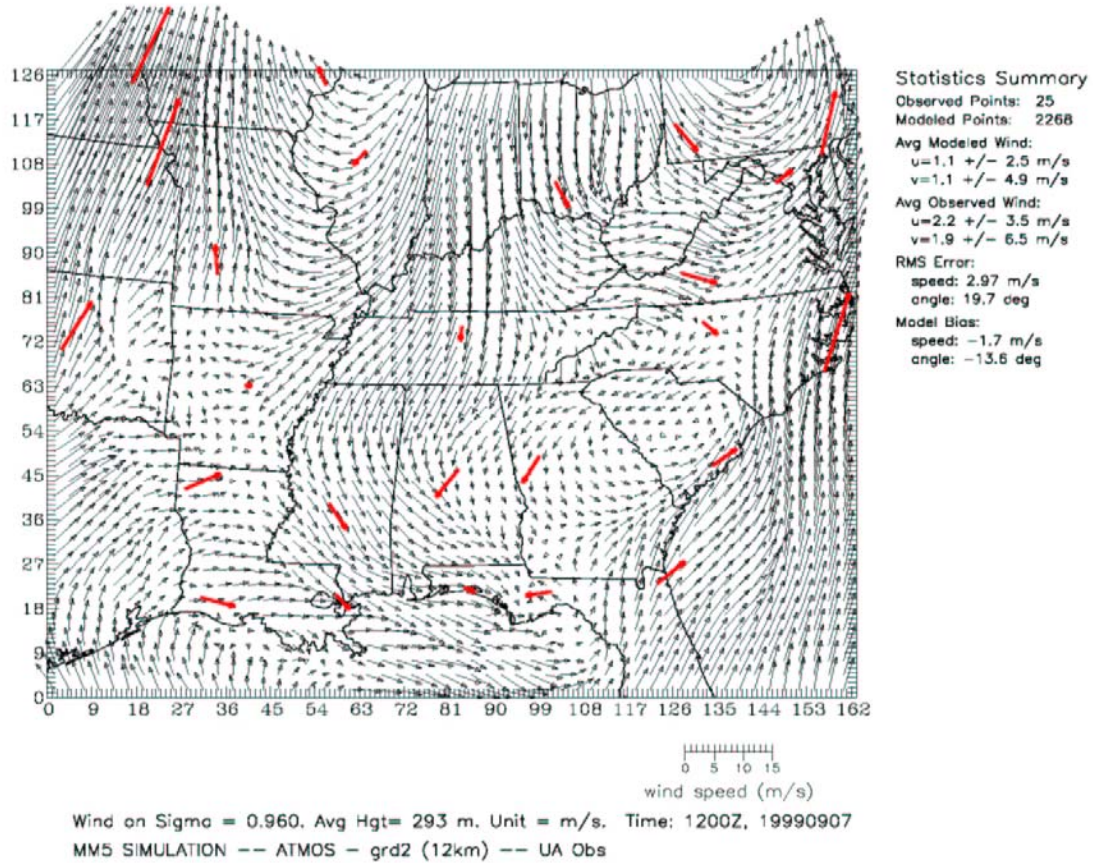 126
117
108
99
90
81
72
63
54
45
36
27
18
9
0
0 9 18 27 36 45 54 63 72 81 90 99 108 117 126 135 144 153 162
Statistics Summary
Observed Points: 25
Modeled Points: 2268
Avg Modeled Wind:
u=1.1 +/- 2.5 m/s
v=1.1 +/- 4.9 m/s
Avg Observed Wind:
u=2.2 +/- 3.5 m/s
v=1.9 +/- 6.5 m/s
RMS Error:
speed: 2.97 m/s
angle: 19.7 deg
Model Bias:
speed: -1.7 m/s
angle: -13.6 deg
0 5 10 15
wind speed (m/s)
Wind on Sigma = 0.960. Avg Hgt= 293 m. Unit = m/s. Time: 1200Z, 19990907
MM5 SIMULATION -- ATMOS - grd2 (12km) -- UA Obs